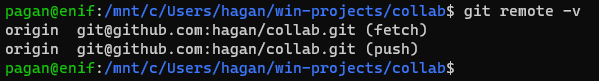 pagan@enif:/mnt/c/Users/hagan/win-projects/collab$ git remote -v
origin  git@github.com:hagan/collab.git (fetch)
origin  git@github.com:hagan/collab.git (push)
pagan@enif:/mnt/c/Users/hagan/win-projects/collab$